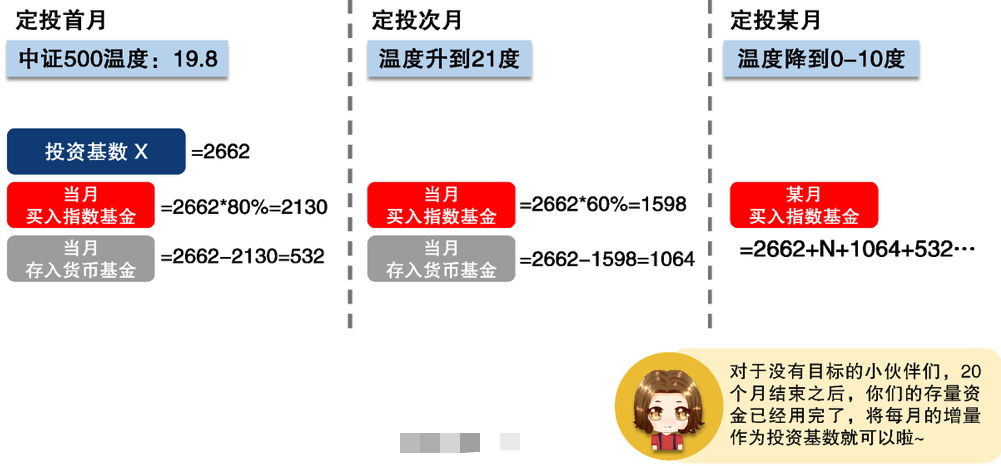 定投首月
中证500温度：19.8
投资基数 X
=2662
当月
买入指数基金
=2662*80%=2130
当月
存入货币基金
=2662-2130=532
定投次月
温度升到21度
当月
买入指数基金
=2662*60%=1598
当月
存入货币基金
=2662-1598=1064
定投某月
温度降到0-10度
某月
买入指数基金
=2662+N+1064+532…
对于没有目标的小伙伴们，20
个月结束之后，你们的存量资
金已经用完了，将每月的增量
作为投资基数就可以啦~